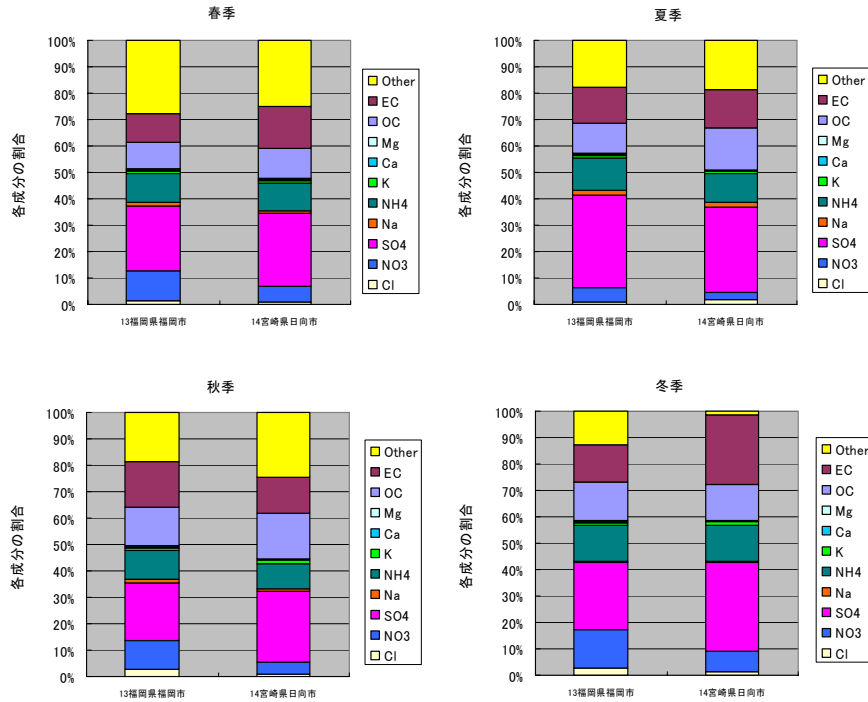 春季
各成分の割合
100%
90%
80%
70%
60%
50%
40%
30%
20%
10%
0%
13福岡県福岡市
14宮崎県日向市
Other
EC
OC
Mg
Ca
K
NH4
Na
SO4
NO3
Cl
夏季
各成分の割合
100%
90%
80%
70%
60%
50%
40%
30%
20%
10%
0%
13福岡県福岡市
14宮崎県日向市
Other
EC
OC
Mg
Ca
K
NH4
Na
SO4
NO3
Cl
秋季
各成分の割合
100%
90%
80%
70%
60%
50%
40%
30%
20%
10%
0%
13福岡県福岡市
14宮崎県日向市
Other
EC
OC
Mg
Ca
K
NH4
Na
SO4
NO3
Cl
冬季
各成分の割合
100%
90%
80%
70%
60%
50%
40%
30%
20%
10%
0%
13福岡県福岡市
14宮崎県日向市
Other
EC
OC
Mg
Ca
K
NH4
Na
SO4
NO3
Cl